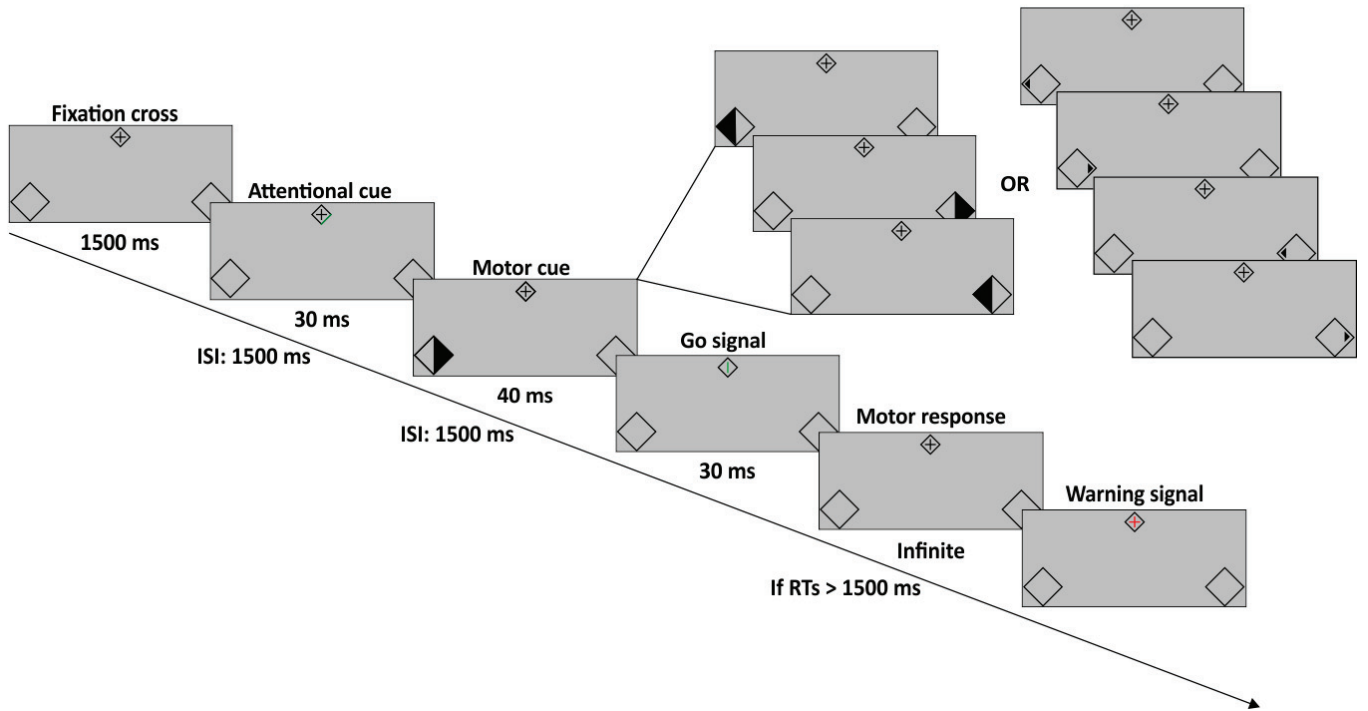 Fixation cross
1500 ms
Attentional cue
30 ms
ISI: 1500 ms
Motor cue
40 ms
ISI: 1500 ms
OR
Go signal
30 ms
Motor response
Infinite
If RTs > 1500 ms
Warning signal